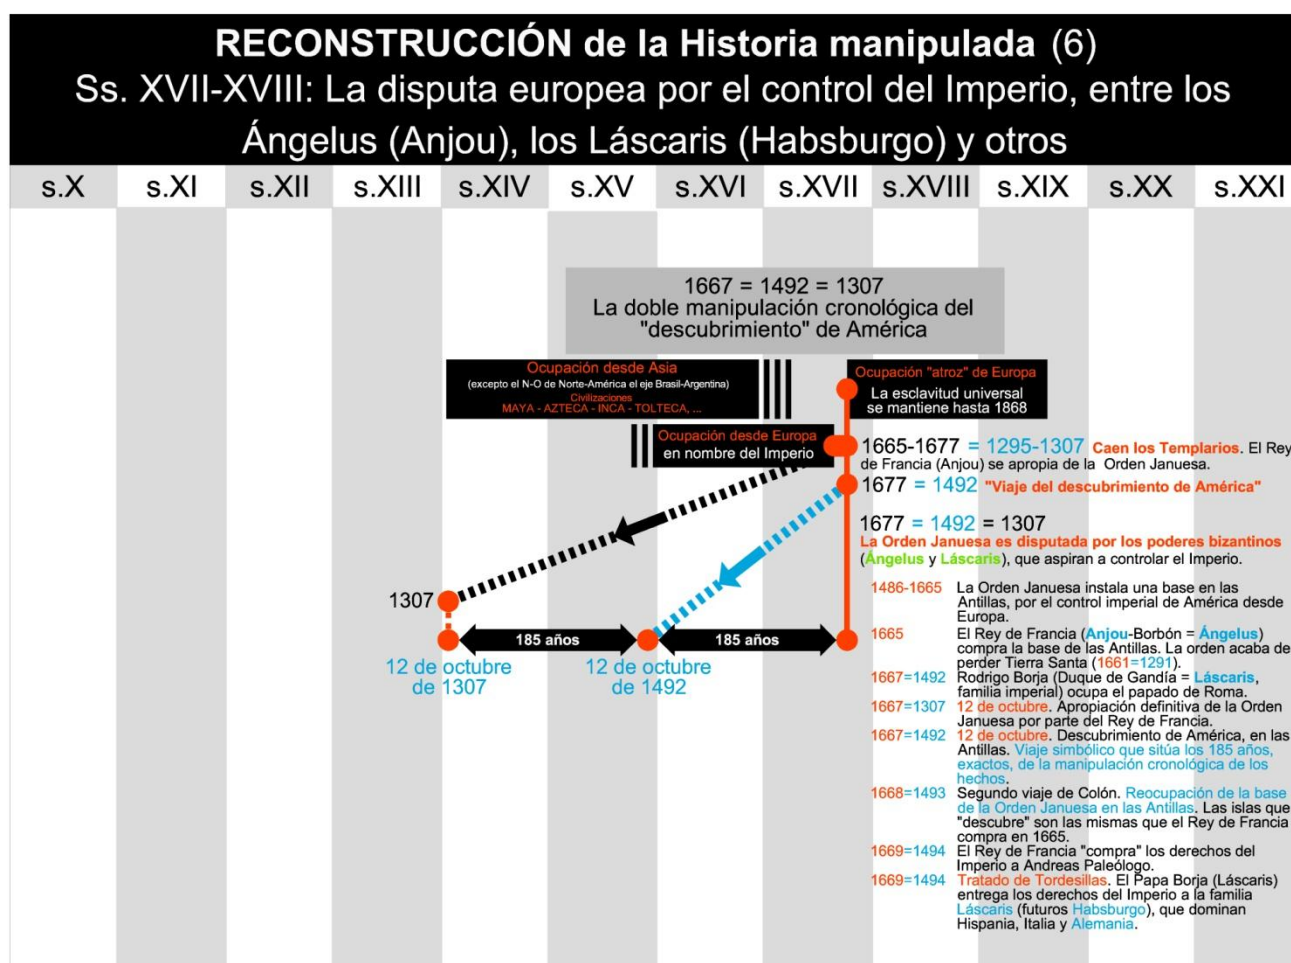 RECONSTRUCCIÓN de la Historia manipulada (6)
Ss. XVII-XVIII: La disputa europea por el control del Imperio, entre los
Ángelus (Anjou), los Láscaris (Habsburgo) y otros
s.X s.XI s.XII s.XIII s.XIV s.XV s.XVI s.XVII s.XVIII s.XIX s.XX s.XXI
1667 = 1492 = 1307
La doble manipulación cronológica del
"descubrimiento" de América
Ocupación desde Asia
(excepto el N-O de Norte-América el eje Brasil-Argentina)
Civilizaciones
MAYA - AZTECA - INCA - TOLTECA, ...
Ocupación "atroz" de Europa
La esclavitud universal
se mantiene hasta 1868
Ocupación desde Europa
en nombre del Imperio
1665-1677 = 1295-1307 Caen los Templarios. El Rey
de Francia (Anjou) se apropia de la Orden Januesa.
1677 = 1492 "Viaje del descubrimiento de América"
1677 = 1492 = 1307
La Orden Januesa es disputada por los poderes bizantinos
(Ángelus y Láscaris), que aspiran a controlar el Imperio.
1307
185 años
185 años
12 de octubre
de 1307
12 de octubre
de 1492
1486-1665 La Orden Januesa instala una base en las
Antillas, por el control imperial de América desde
Europa.
1665 El Rey de Francia (Anjou-Borbón = Ángelus)
compra la base de las Antillas. La orden acaba de
perder Tierra Santa (1661=1291).
1667=1492 Rodrigo Borja (Duque de Gandía = Láscaris,
familia imperial) ocupa el papado de Roma.
1667=1307 12 de octubre. Apropiación definitiva de la Orden
Januesa por parte del Rey de Francia.
1667=1492 12 de octubre. Descubrimiento de América, en las
Antillas. Viaje simbólico que sitúa los 185 años,
exactos, de la manipulación cronológica de los
hechos.
1668=1493 Segundo viaje de Colón. Reocupación de la base
de la Orden Januesa en las Antillas. Las islas que
"descubre" son las mismas que el Rey de Francia
compra en 1665.
1669=1494 El Rey de Francia "compra" los derechos del
Imperio a Andreas Paleólogo.
1669=1494 Tratado de Tordesillas. El Papa Borja (Láscaris)
entrega los derechos del Imperio a la familia
Láscaris (futuros Habsburgo), que dominan
Hispania, Italia y Alemania.